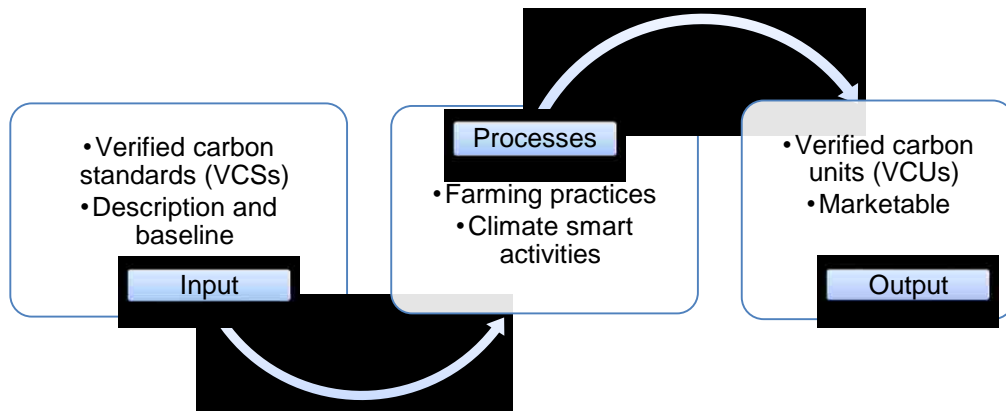 •Verified carbon
standards (VCSs)
•Description and
baseline
Input
Processes
•Farming practices
•Climate smart
activities
•Verified carbon
units (VCUs)
•Marketable
Output